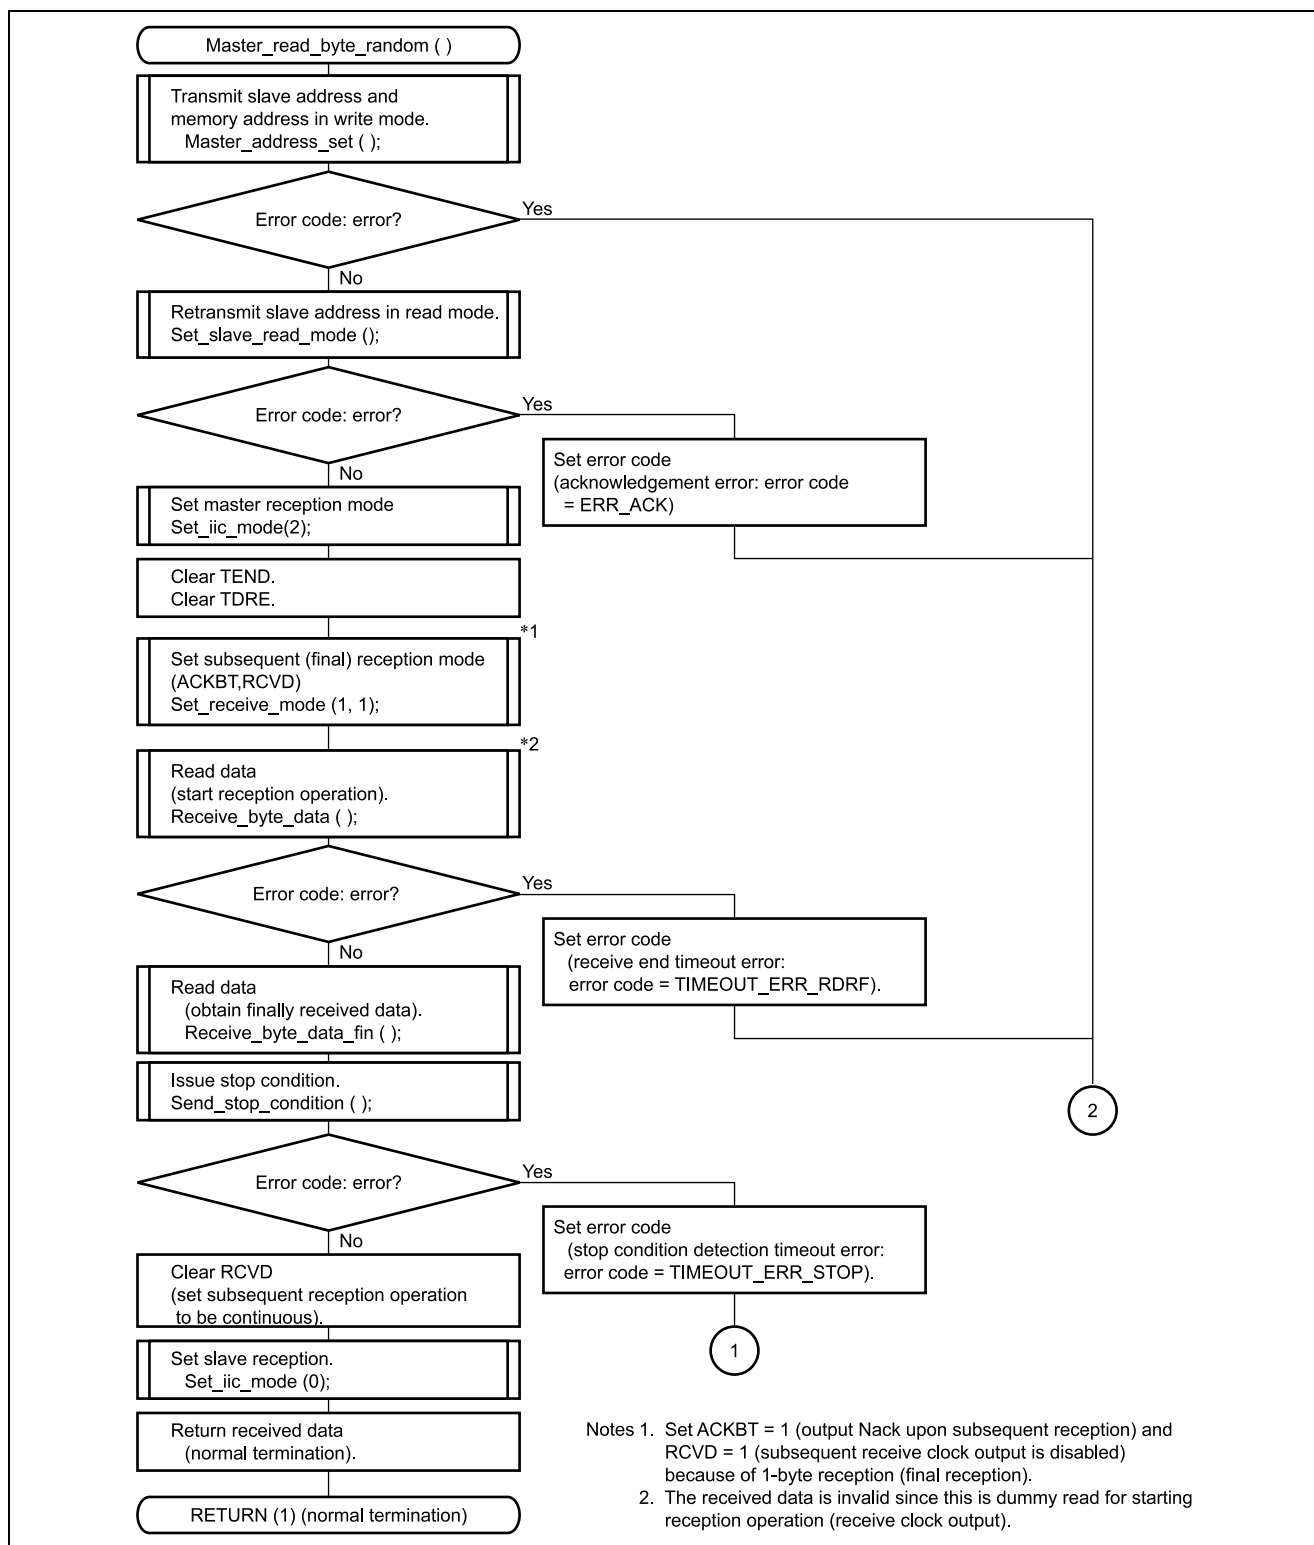 Master_read_byte_random ( )
Transmit slave address and
memory address in write mode.
Master_address_set ( );
Error code: error?
Yes
No
Retransmit slave address in read mode.
Set_slave_read_mode ();
Error code: error?
Yes
Set error code
(acknowledgement error: error code
= ERR_ACK)
No
Set master reception mode
Set_iic_mode(2);
Clear TEND.
Clear TDRE.
*1
Set subsequent (final) reception mode
(ACKBT,RCVD)
Set_receive_mode (1, 1);
*2
Read data
(start reception operation).
Receive_byte_data ( );
Error code: error?
Yes
Set error code
(receive end timeout error:
error code = TIMEOUT_ERR_RDRF).
No
Read data
(obtain finally received data).
Receive_byte_data_fin ( );
Issue stop condition.
Send_stop_condition ( );
2
Error code: error?
Yes
Set error code
(stop condition detection timeout error:
error code = TIMEOUT_ERR_STOP).
No
Clear RCVD
(set subsequent reception operation
to be continuous).
1
Set slave reception.
Set_iic_mode (0);
Return received data
(normal termination).
RETURN (1) (normal termination)
Notes 1. Set ACKBT = 1 (output Nack upon subsequent reception) and
RCVD = 1 (subsequent receive clock output is disabled)
because of 1-byte reception (final reception).
2. The received data is invalid since this is dummy read for starting
reception operation (receive clock output).